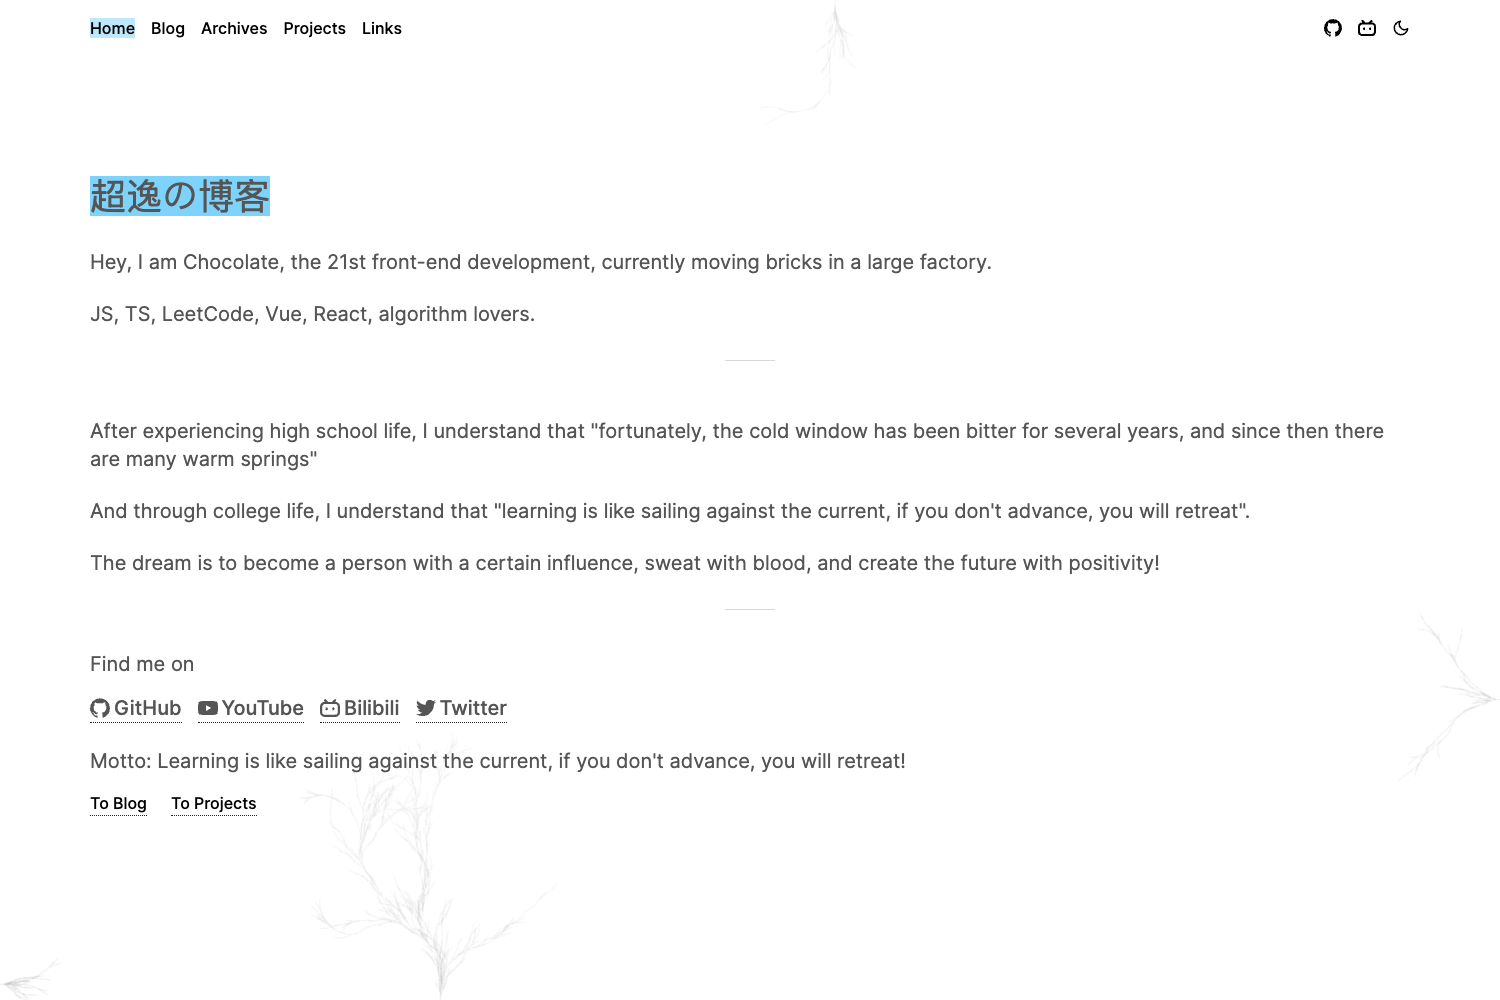 Home Blog Archives Projects Links
超逸の博客
Hey, I am Chocolate, the 21st front-end development, currently moving bricks in a large factory.
JS, TS, LeetCode, Vue, React, algorithm lovers.
After experiencing high school life, I understand that "fortunately, the cold window has been bitter for several years, and since then there
are many warm springs"
And through college life, I understand that "learning is like sailing against the current, if you don't advance, you will retreat".
The dream is to become a person with a certain influence, sweat with blood, and create the future with positivity!
Find me on
GitHub YouTube Bilibili Twitter
Motto: Learning is like sailing against the current, if you don't advance, you will retreat!
To Blog To Projects